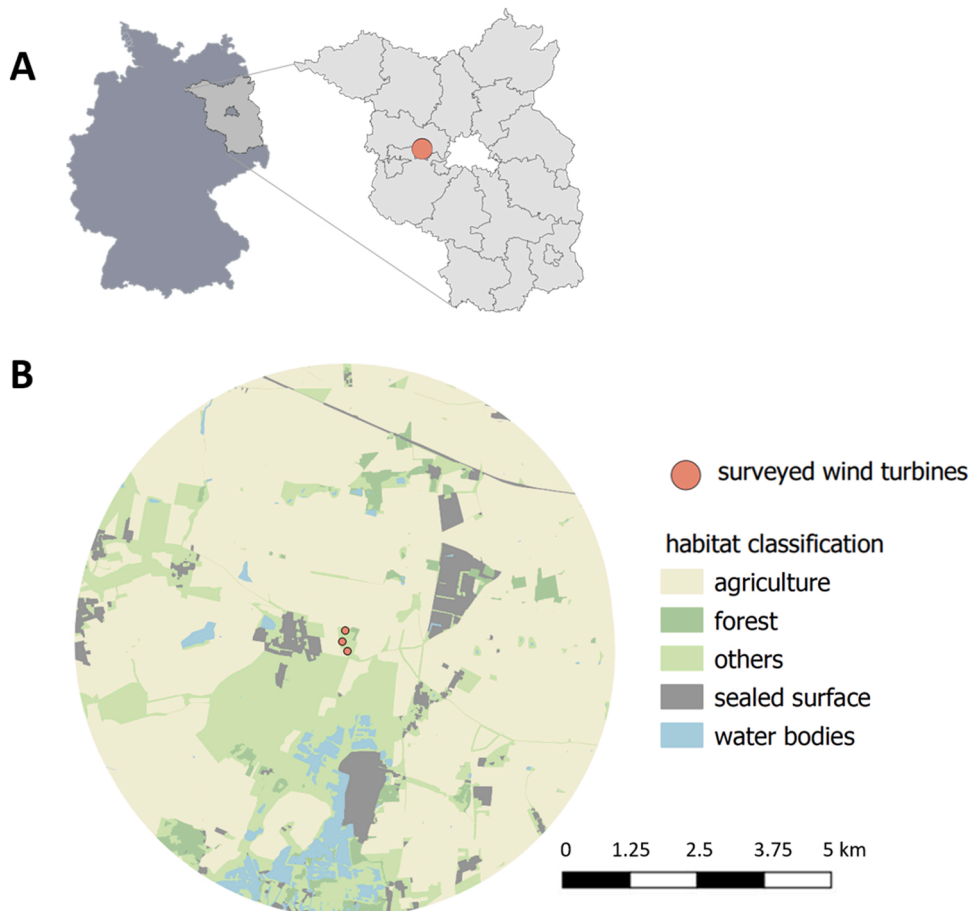 A
B
surveyed wind turbines
habitat classification
agriculture
forest
others
sealed surface
water bodies
0 1.25 2.5 3.75 5 km